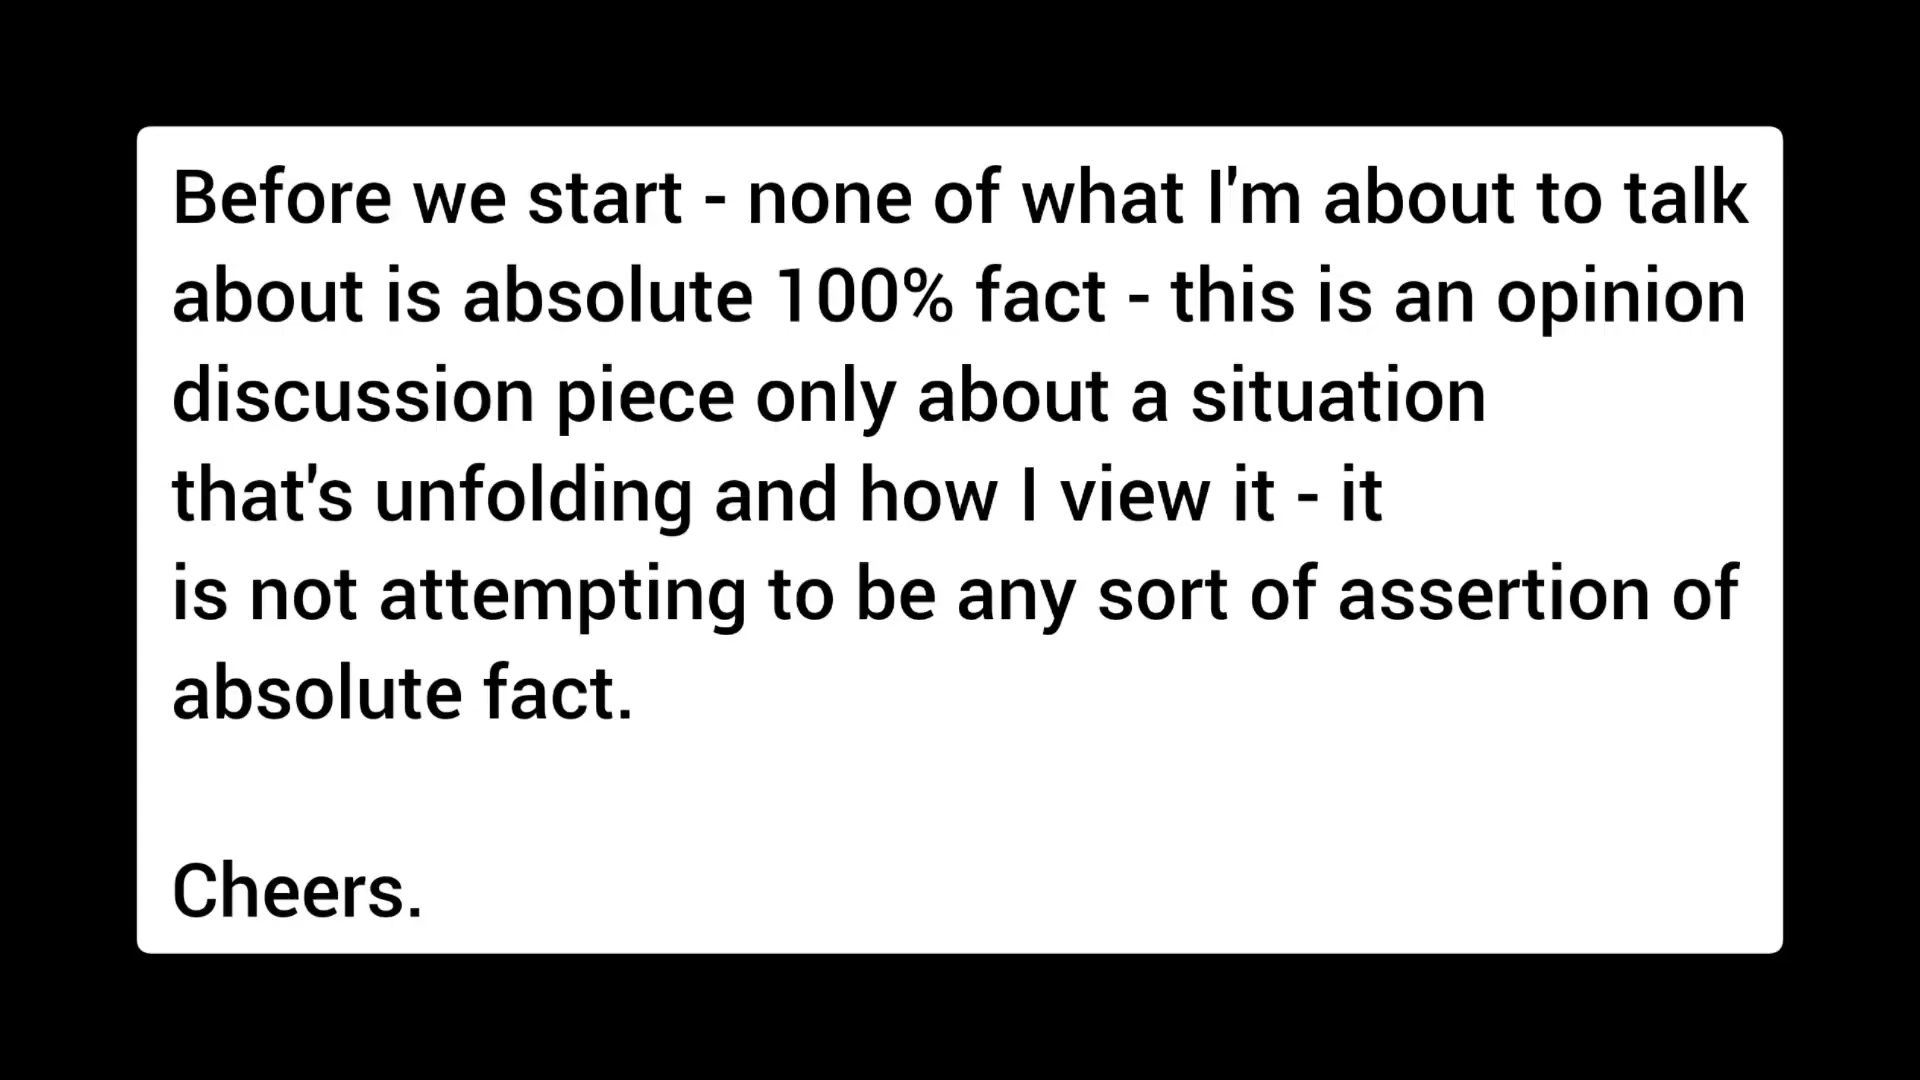 Before we start - none of what I'm about to talk
about is absolute 100% fact - this is an opinion
discussion piece only about a situation
that's unfolding and how I view it - it
is not attempting to be any sort of assertion of
absolute fact.
Cheers.